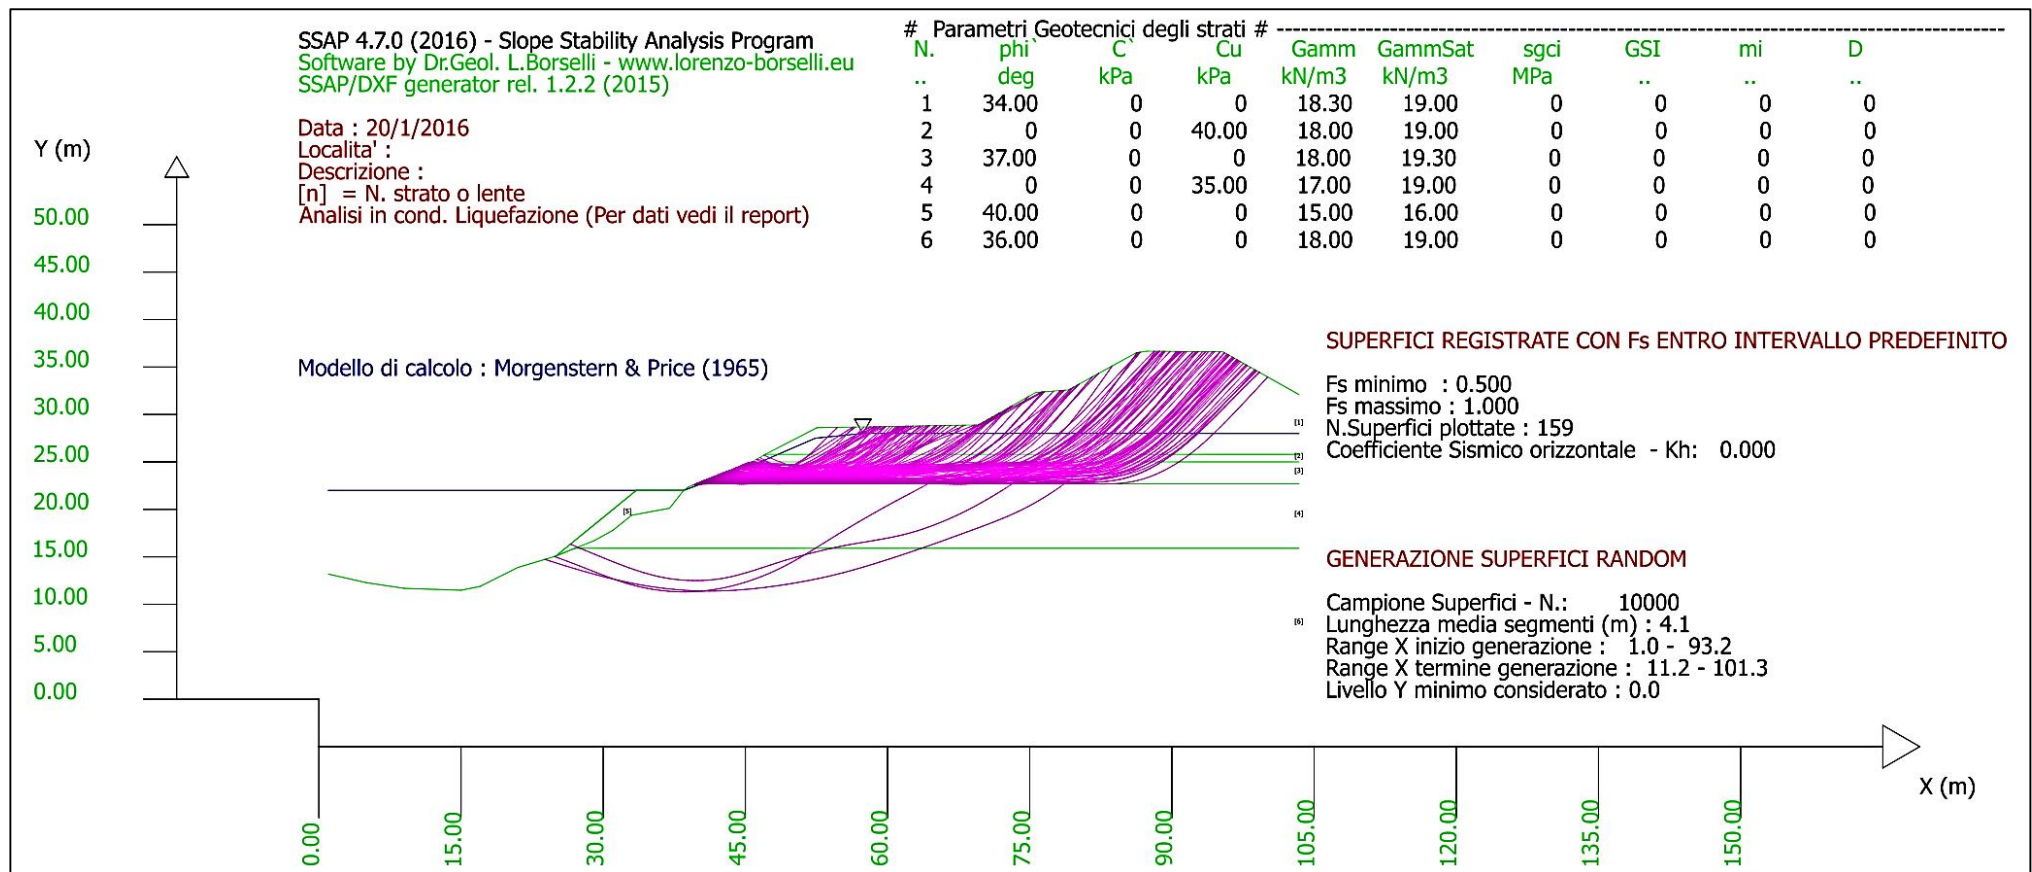 SSAP 4.7.0 (2016) - Slope Stability Analysis Program
Software by Dr.Geol. L.Borselli - www.lorenzo-borselli.eu
SSAP/DXF generator rel. 1.2.2 (2015)
Data : 20/1/2016
Localita' :
Descrizione :
[n] = N. strato o lente
Analisi in cond. Liquefazione (Per dati vedi il report)
# Parametri Geotecnici degli strati # ----------------------------------------------------------------
N. phi` C` Cu Gamm GammSat sgci GSI mi D
.. deg kPa kPa kN/m3 kN/m3 MPa .. .. ..
1 34.00 0 0 18.30 19.00 0 0 0 0
2 0 0 40.00 18.00 19.00 0 0 0 0
3 37.00 0 0 18.00 19.30 0 0 0 0
4 0 0 35.00 17.00 19.00 0 0 0 0
5 40.00 0 0 15.00 16.00 0 0 0 0
6 36.00 0 0 18.00 19.00 0 0 0 0
Modello di calcolo : Morgenstern & Price (1965)
SUPERFICI REGISTRATE CON Fs ENTRO INTERVALLO PREDEFINITO
Fs minimo : 0.500
Fs massimo : 1.000
N.Superfici plottate : 159
Coefficiente Sismico orizzontale - Kh: 0.000
GENERAZIONE SUPERFICI RANDOM
Campione Superfici - N.: 10000
Lunghezza media segmenti (m) : 4.1
Range X inizio generazione : 1.0 - 93.2
Range X termine generazione : 11.2 - 101.3
Livello Y minimo considerato : 0.0
[1]
[2]
[3]
[4]
[5]
[6]
Y (m)
50.00
45.00
40.00
35.00
30.00
25.00
20.00
15.00
10.00
5.00
0.00
X (m)
0.00
15.00
30.00
45.00
60.00
75.00
90.00
105.00
120.00
135.00
150.00